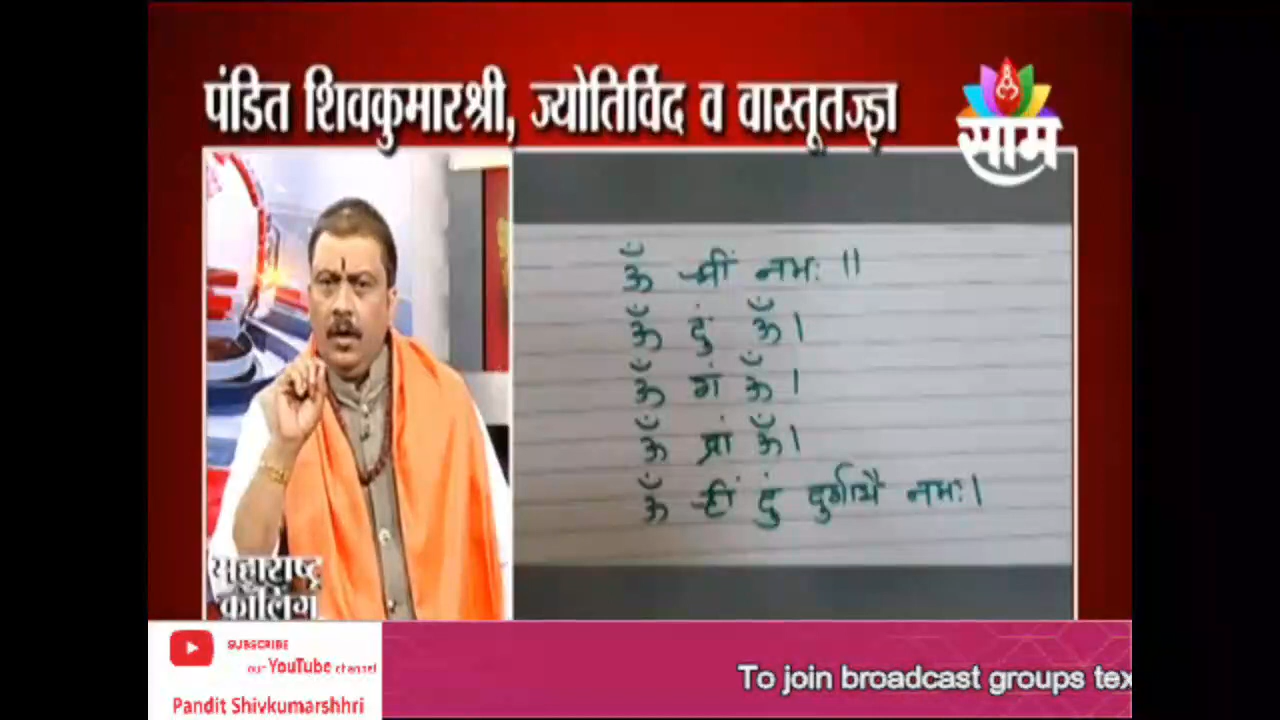 पंडित शिवकुमारश्री, ज्योतिर्विद व वास्तूतज्ज्ञ
साम
ॐ श्रीं नमः ॥
ॐ दुं ॐ ।
ॐ गं ॐ ।
ॐ प्रां ॐ ।
ॐ ह्रीं दुं दुर्गायै नमः ।
महाराष्ट्र
कॉलिंग
SUBSCRIBE
our YouTube channel
Pandit Shivkumarshhri
To join broadcast groups tex